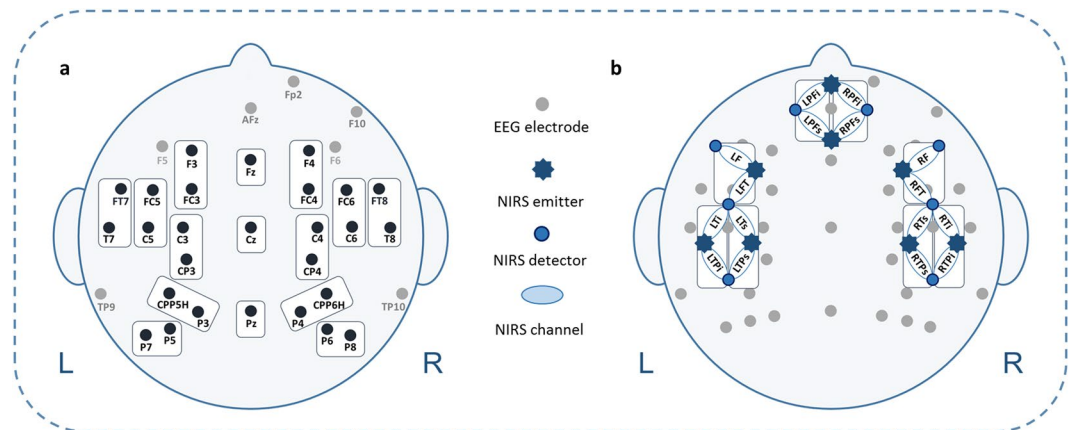 a
Fp2
AFz
F10
F5
F3
Fz
F4
F6
FC3
FC4
FT7
FC5
FC6
FT8
T7
C5
C3
Cz
C4
C6
T8
CP3
CP4
TP9
CPP5H
CPP6H
TP10
P3
Pz
P4
P7
P5
P6
P8
L
R
EEG electrode
NIRS emitter
NIRS detector
NIRS channel
b
LPFi
RPFi
LPFs
RPFs
LF
RF
LFT
RFT
LTi
LTs
RTs
RTi
LTPi
LTPs
RTPs
RTPi
L
R